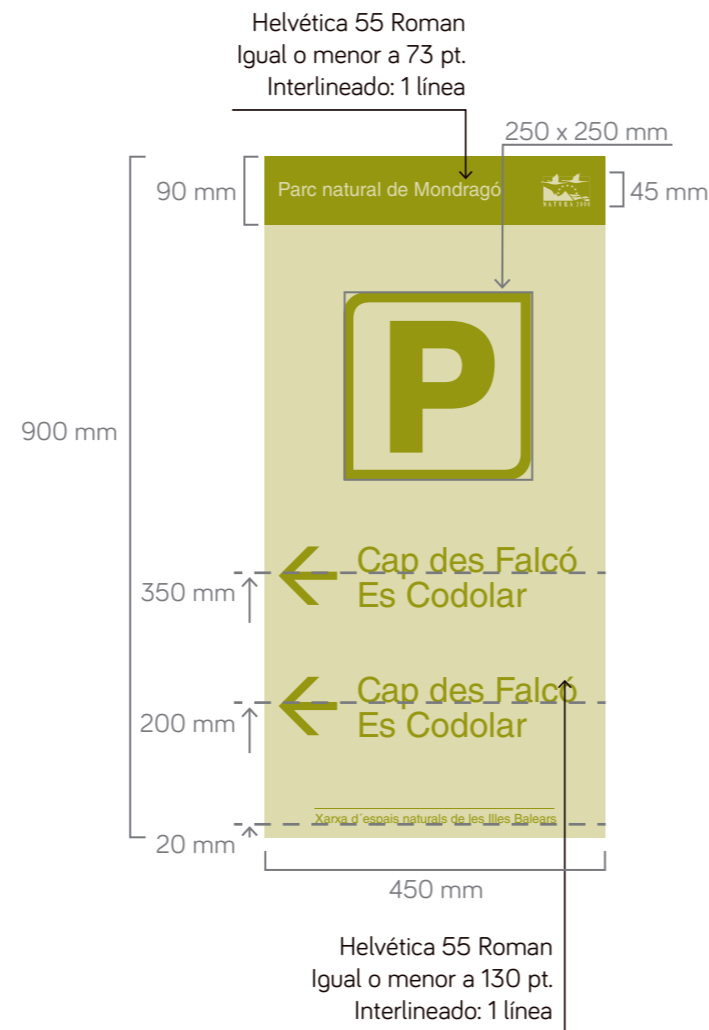 Helvética 55 Roman
Igual o menor a 73 pt.
Interlineado: 1 línea
250 x 250 mm
90 mm
Parc natural de Mondragó
NATURA 2000
45 mm
P
900 mm
Cap des Falcó
Es Codolar
350 mm
Cap des Falcó
Es Codolar
200 mm
Xarxa d´espais naturals de les Illes Balears
20 mm
450 mm
Helvética 55 Roman
Igual o menor a 130 pt.
Interlineado: 1 línea